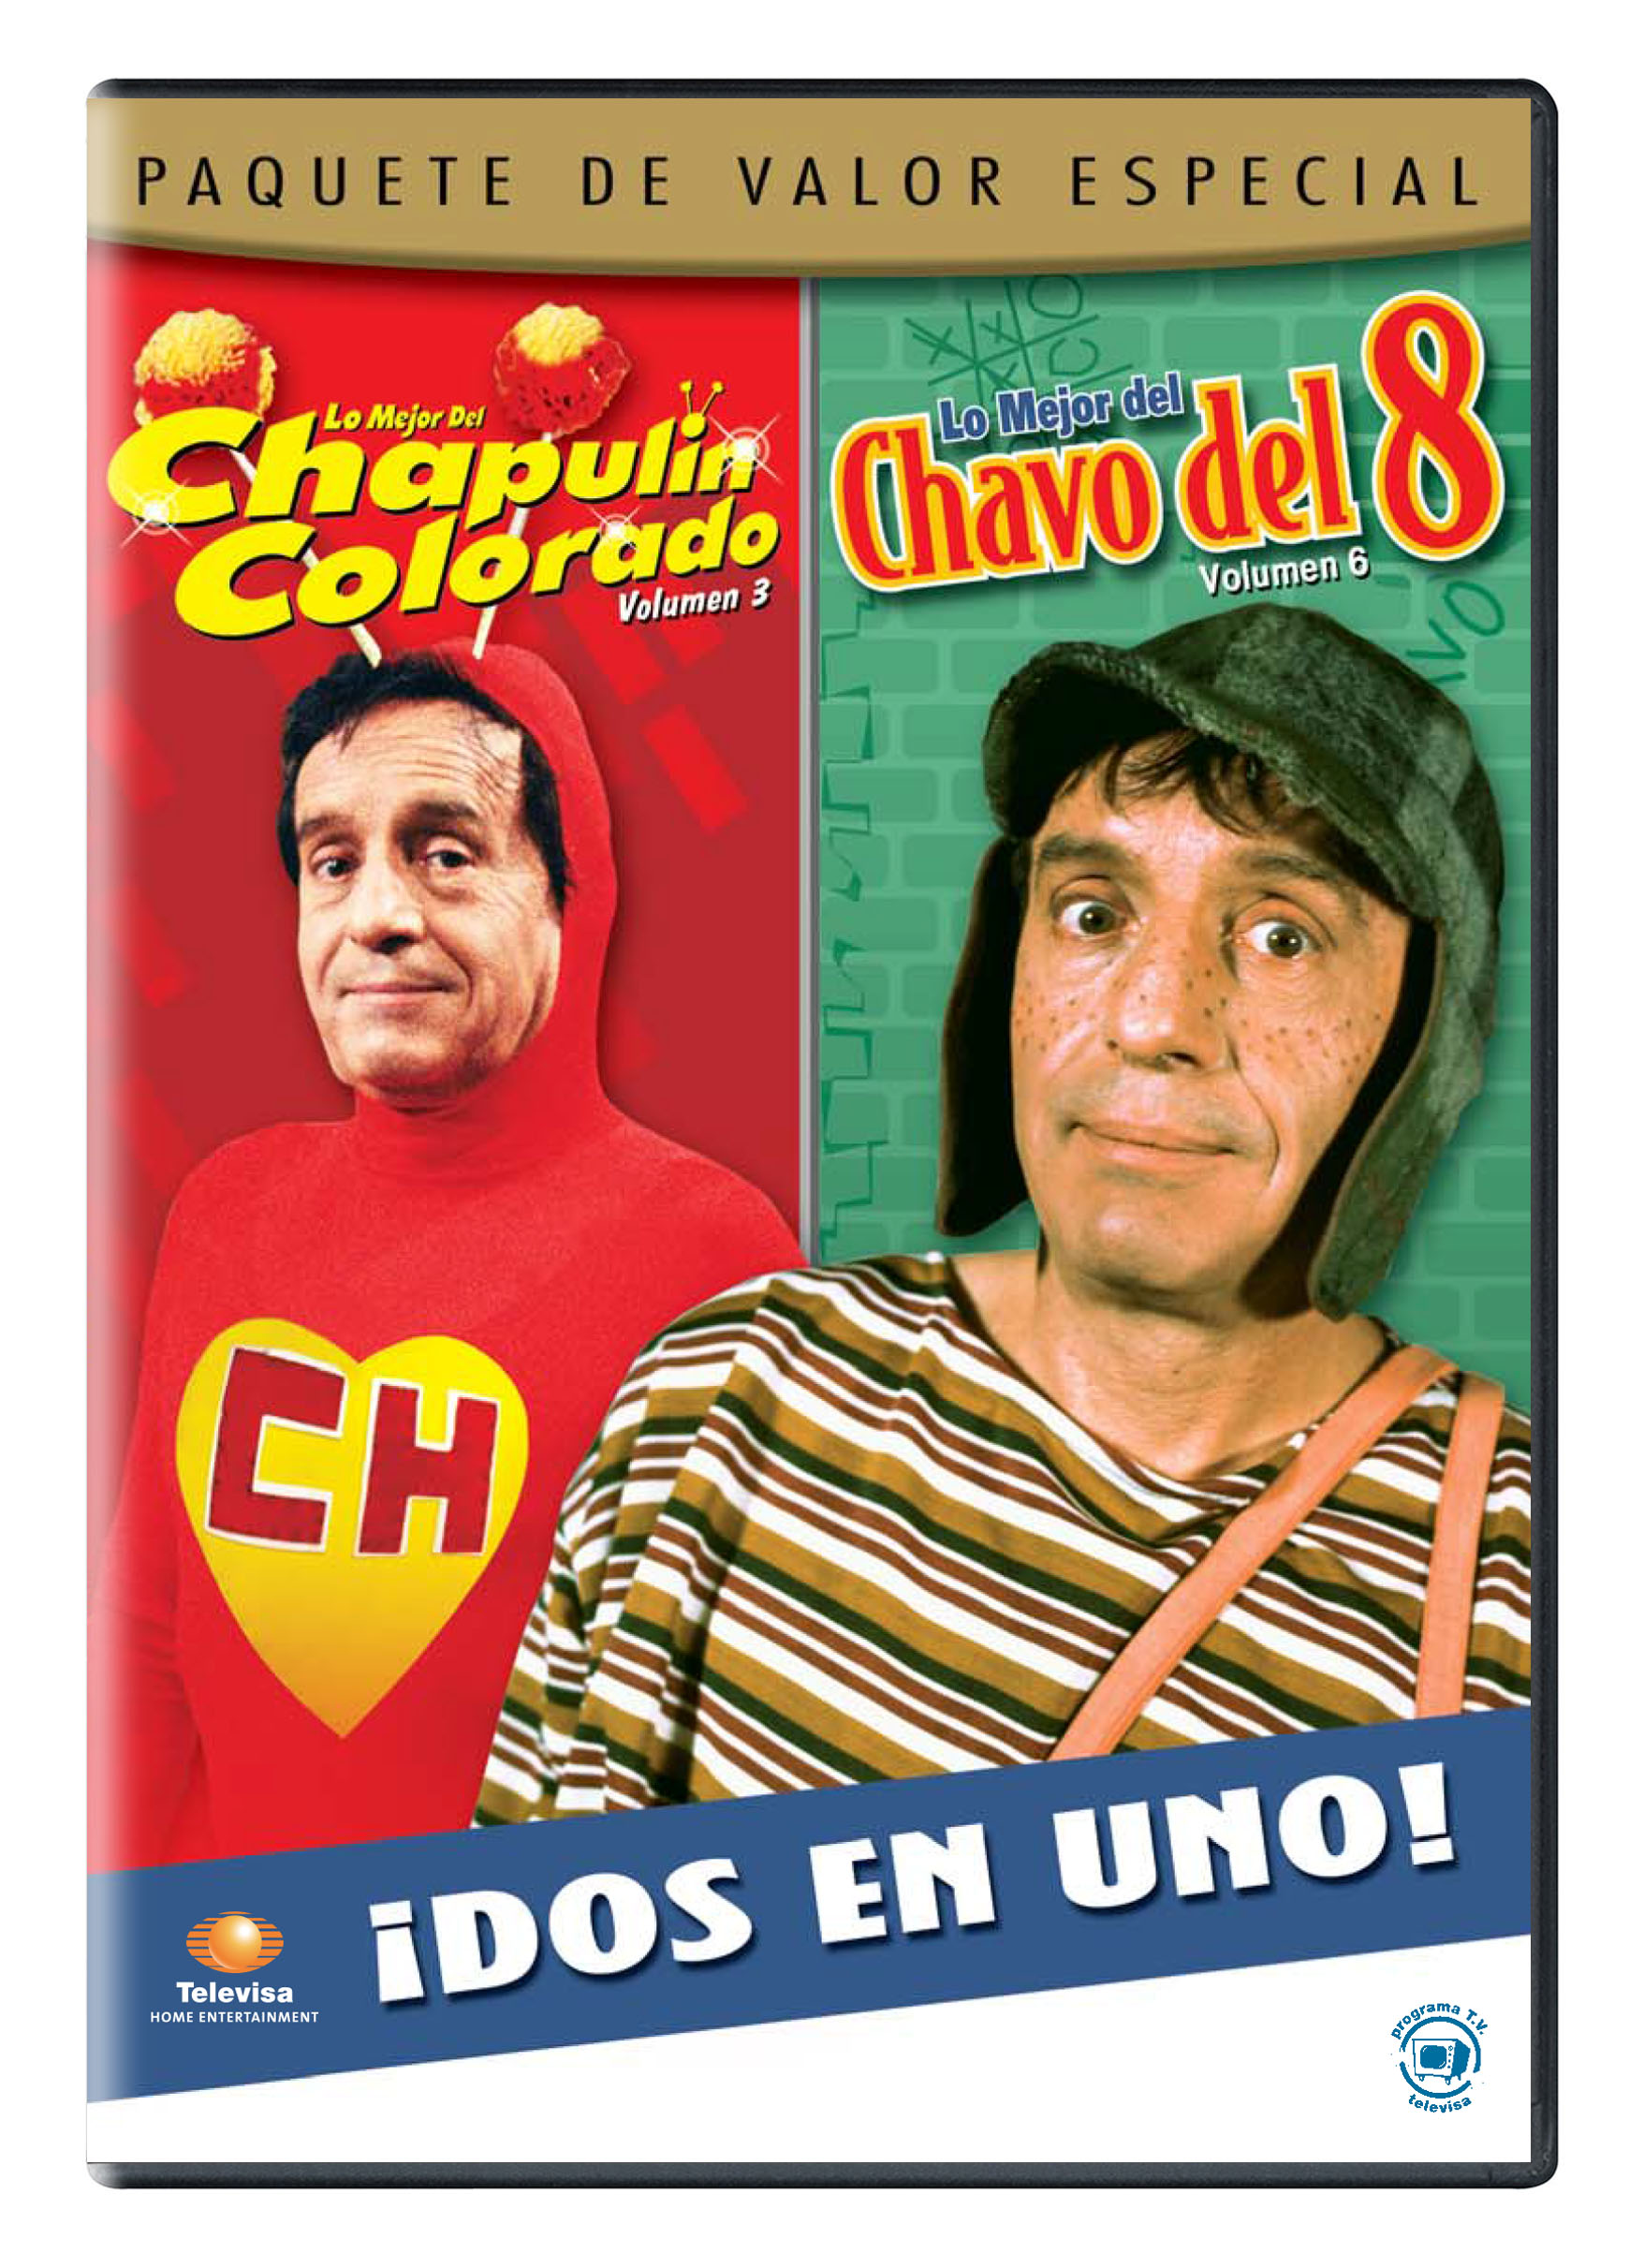 PAQUETE DE VALOR ESPECIAL
Lo Mejor Del
Chapulin
Colorado
Volumen 3
Lo Mejor del
Chavo del 8
Volumen 6
CH
¡DOS EN UNO!
Televisa
HOME ENTERTAINMENT
programa T.V.
televisa